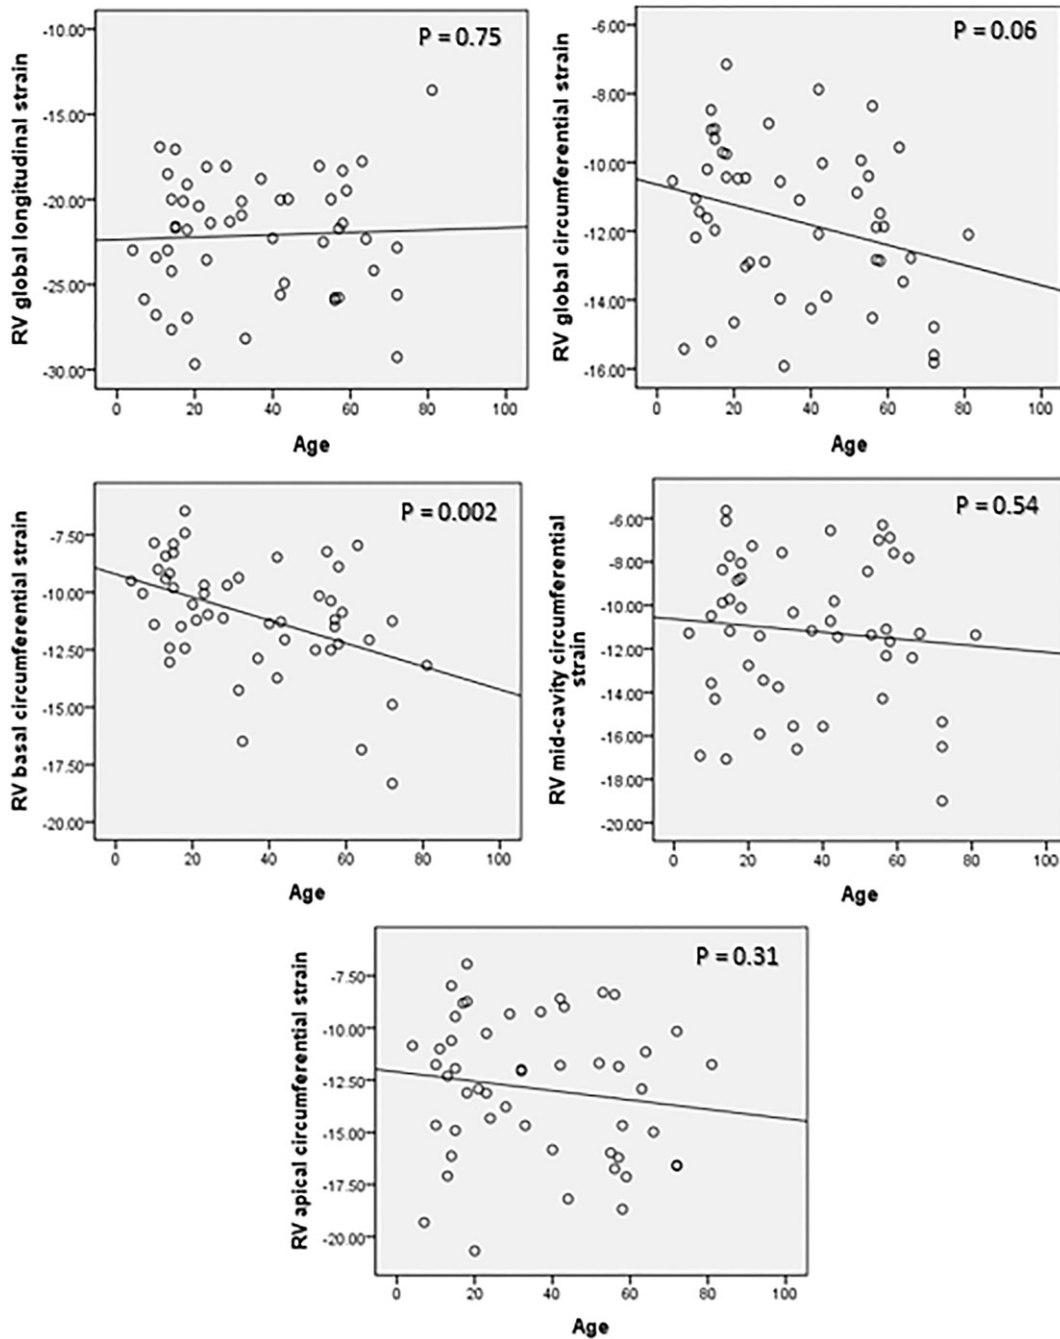 RV global longitudinal strain
-10.00
-15.00
-20.00
-25.00
-30.00
P = 0.75
0 20 40 60 80 100
Age
RV global circumferential strain
-6.00
-8.00
-10.00
-12.00
-14.00
-16.00
P = 0.06
0 20 40 60 80 100
Age
RV basal circumferential strain
-7.50
-10.00
-12.50
-15.00
-17.50
-20.00
P = 0.002
0 20 40 60 80 100
Age
RV mid-cavity circumferential
strain
-6.00
-8.00
-10.00
-12.00
-14.00
-16.00
-18.00
-20.00
P = 0.54
0 20 40 60 80 100
Age
RV apical circumferential strain
-7.50
-10.00
-12.50
-15.00
-17.50
-20.00
P = 0.31
0 20 40 60 80 100
Age